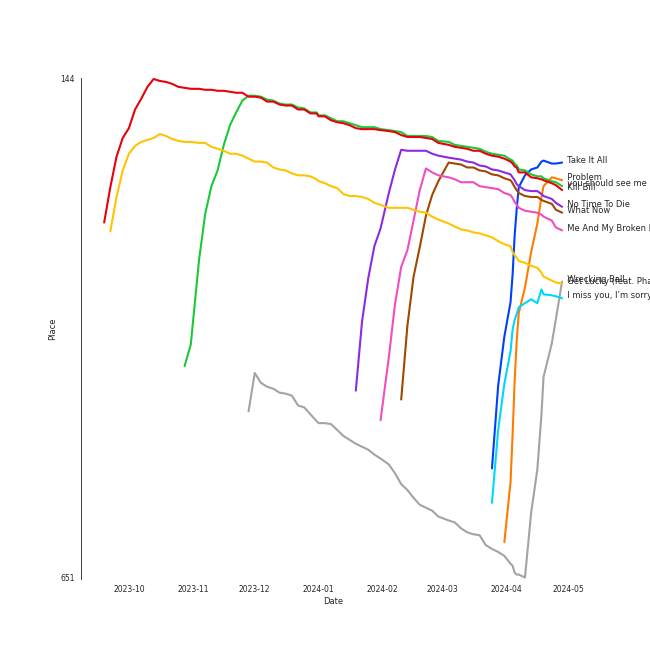 144
Take It All
Problem
you should see me
Kill Bill
No Time To Die
What Now
Me And My Broken
Place
Wrecking Ball
Get Lucky (feat. Pha
I miss you, I'm sorry
651
2023-10 2023-11 2023-12 2024-01 2024-02 2024-03 2024-04 2024-05
Date